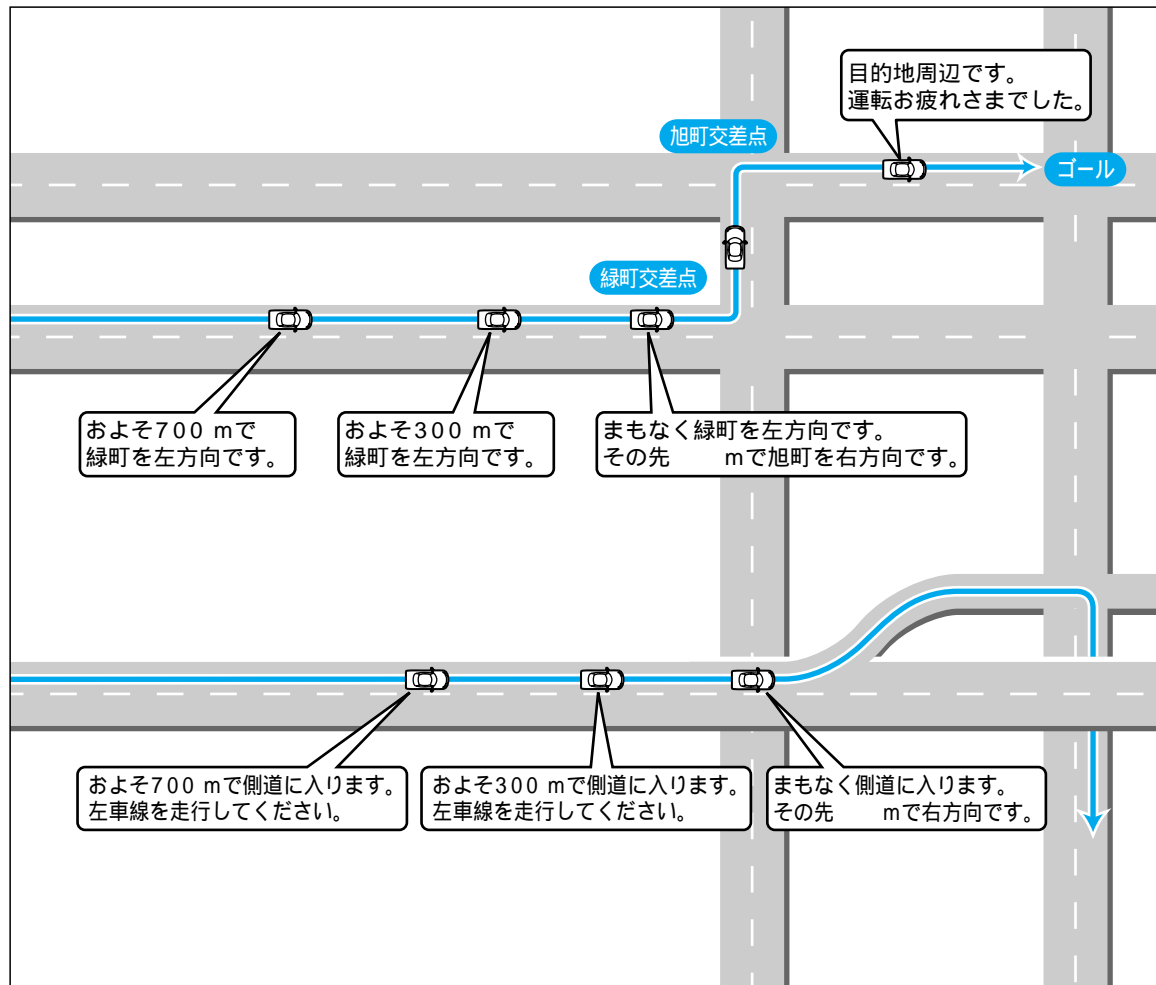 目的地周辺です。
運転お疲れさまでした。
旭町交差点
ゴール
緑町交差点
およそ700 mで
緑町を左方向です。
およそ300 mで
緑町を左方向です。
まもなく緑町を左方向です。
その先　　mで旭町を右方向です。
およそ700 mで側道に入ります。
左車線を走行してください。
およそ300 mで側道に入ります。
左車線を走行してください。
まもなく側道に入ります。
その先　　mで右方向です。